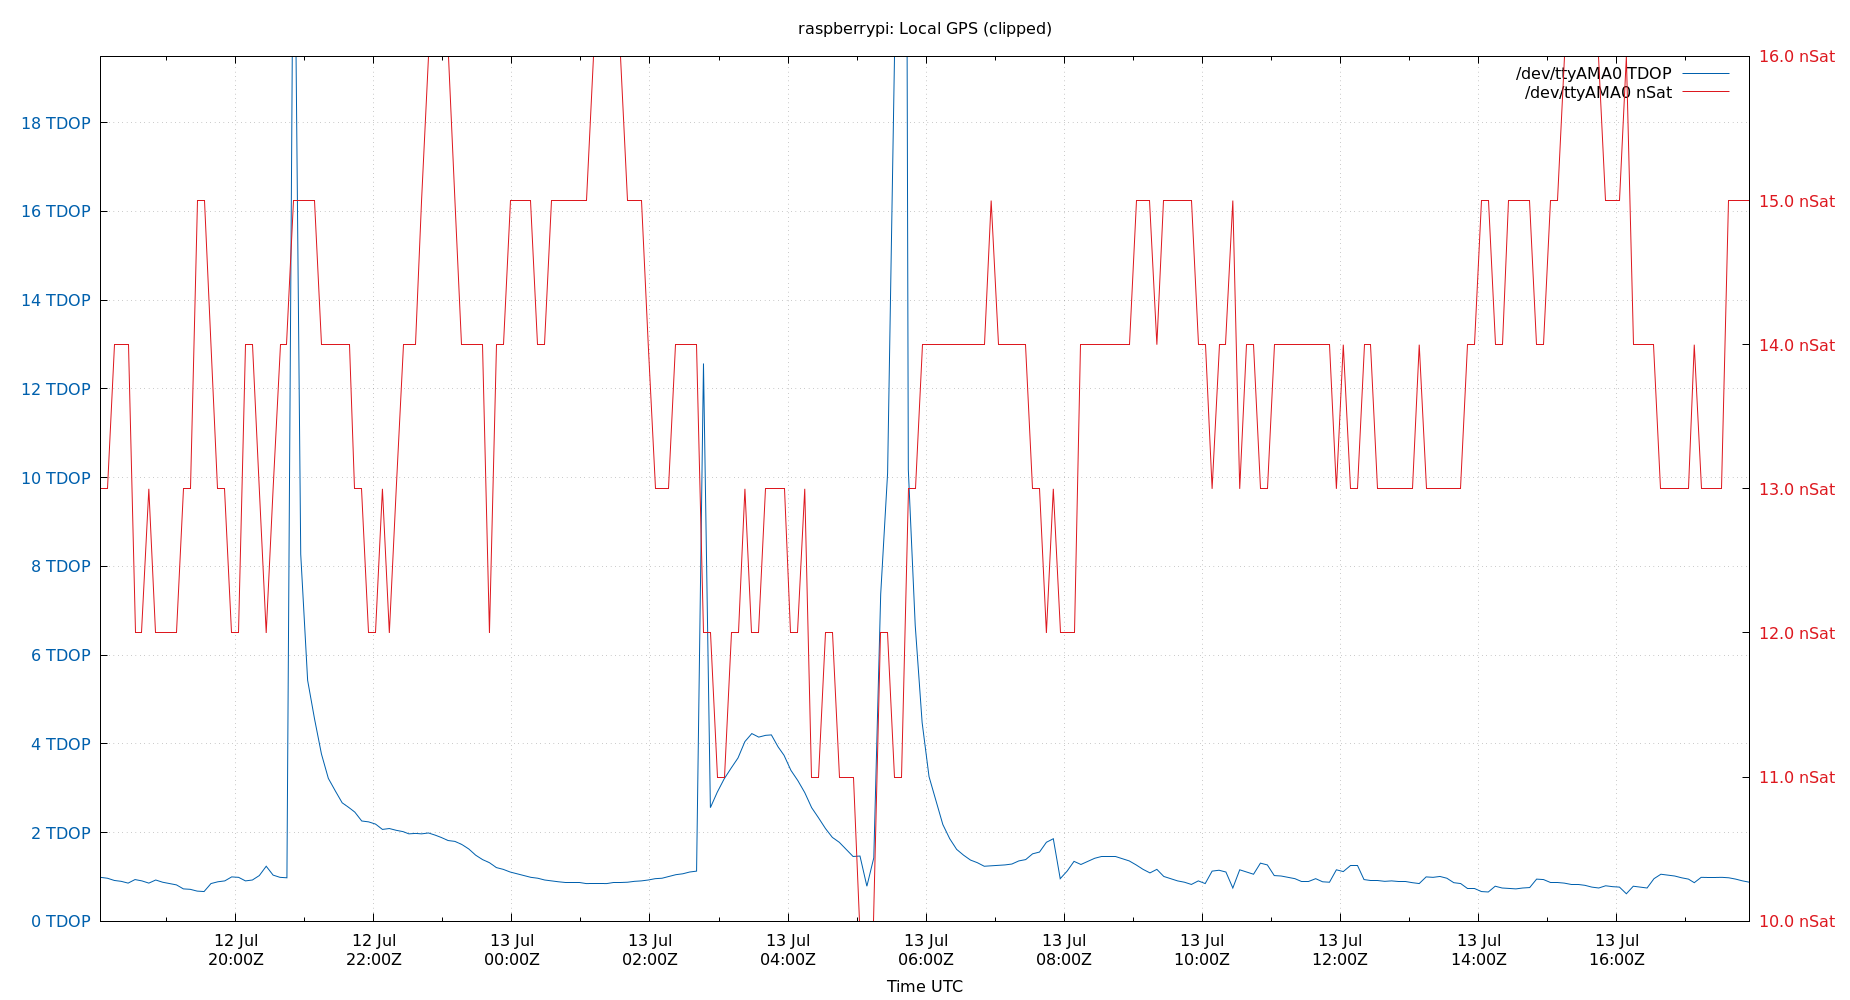 raspberrypi: Local GPS (clipped)
16.0 nSat
/dev/ttyAMA0 TDOP
/dev/ttyAMA0 nSat
18 TDOP
15.0 nSat
16 TDOP
14 TDOP
14.0 nSat
12 TDOP
10 TDOP
13.0 nSat
8 TDOP
12.0 nSat
6 TDOP
11.0 nSat
4 TDOP
2 TDOP
0 TDOP
10.0 nSat
12 Jul 12 Jul 13 Jul 13 Jul 13 Jul 13 Jul 13 Jul 13 Jul 13 Jul 13 Jul 13 Jul
20:00Z 22:00Z 00:00Z 02:00Z 04:00Z 06:00Z 08:00Z 10:00Z 12:00Z 14:00Z 16:00Z
Time UTC